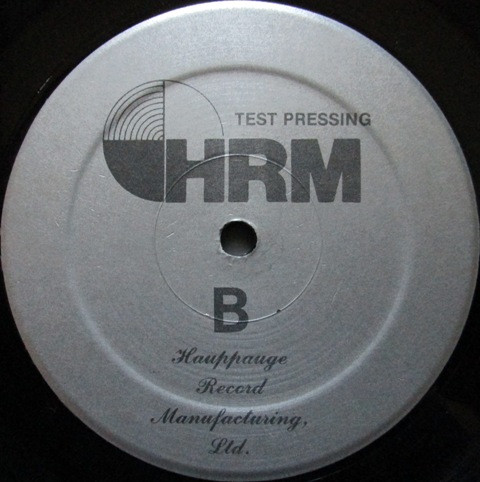 TEST PRESSING
HRM
B
Hauppauge
Record
Manufacturing,
Ltd.